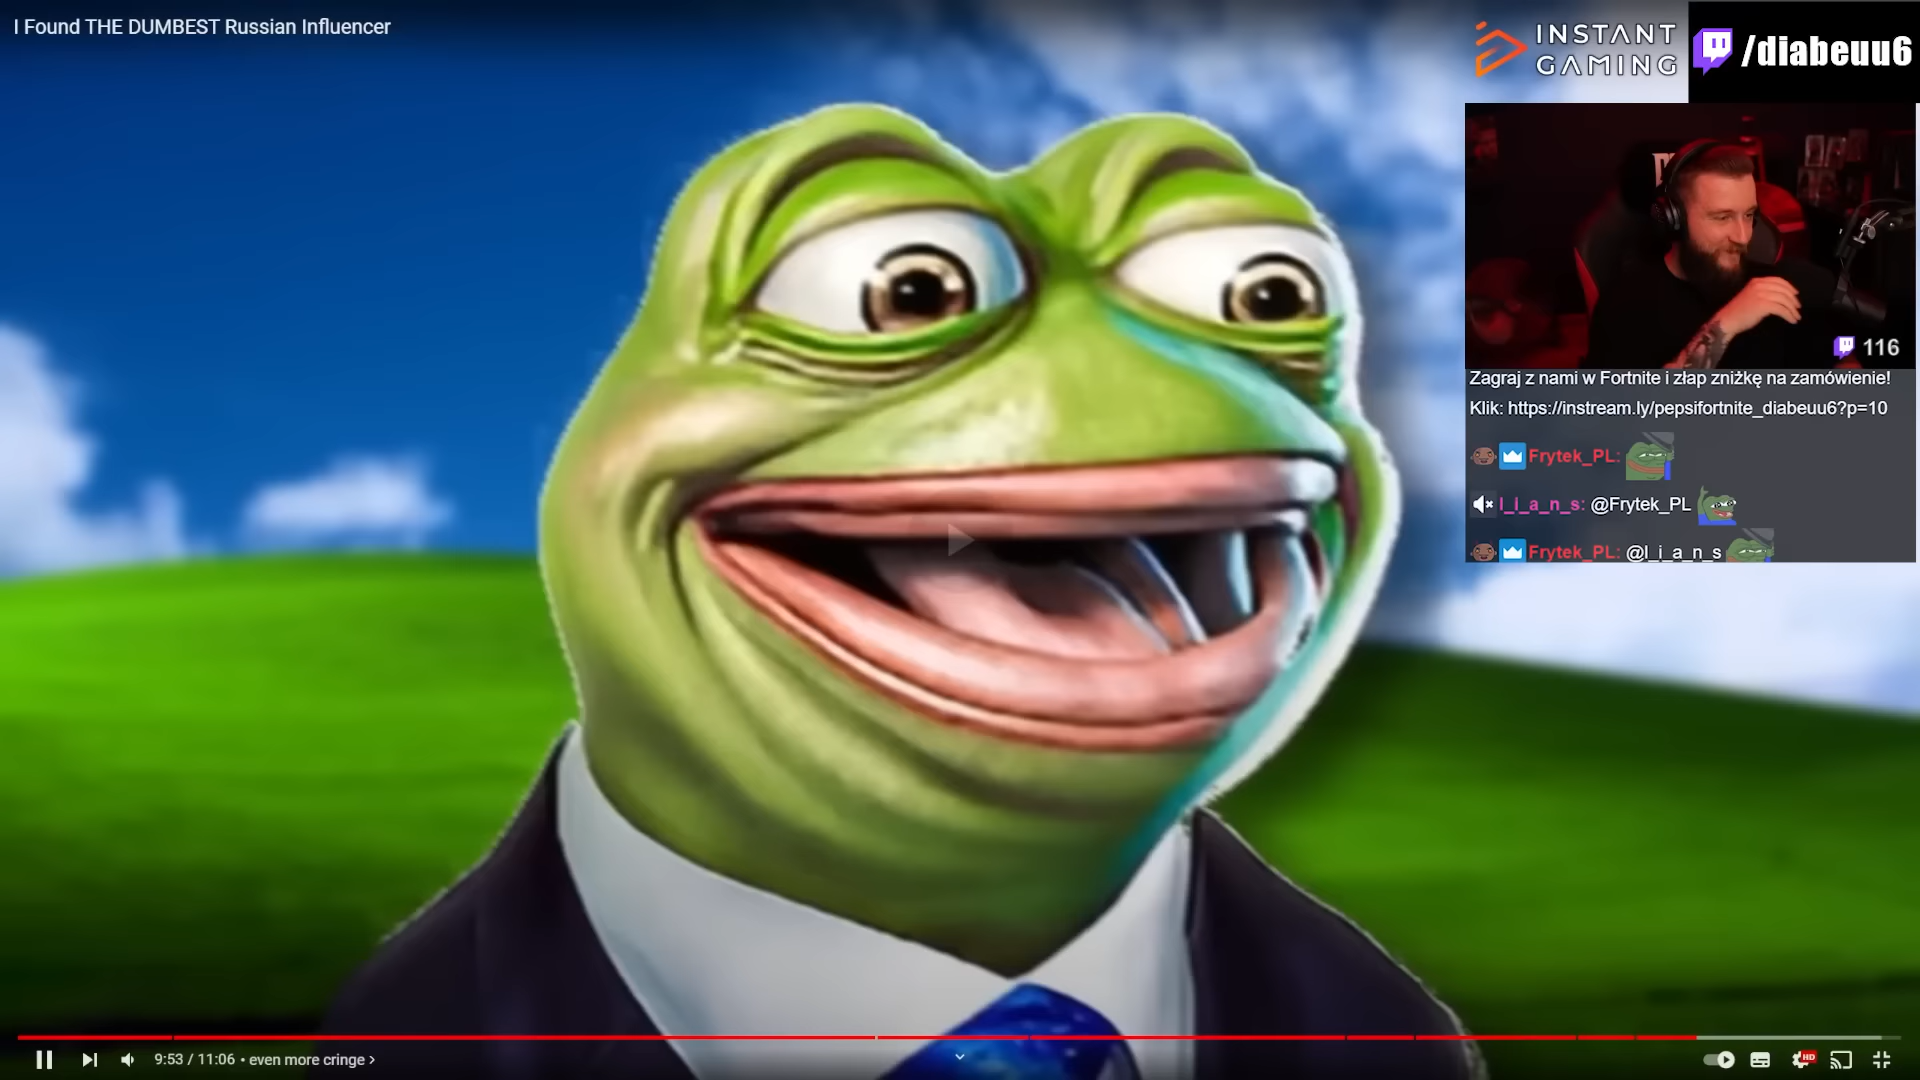 I Found THE DUMBEST Russian Influencer
INSTANT
GAMING
/diabeuu6
116
Zagraj z nami w Fortnite i złap zniżkę na zamówienie!
Klik: https://instream.ly/pepsifortnite_diabeuu6?p=10
Frytek_PL:
l_i_a_n_s: @Frytek_PL
Frytek_PL: @l_i_a_n_s
9:53 / 11:06 • even more cringe ›
HD